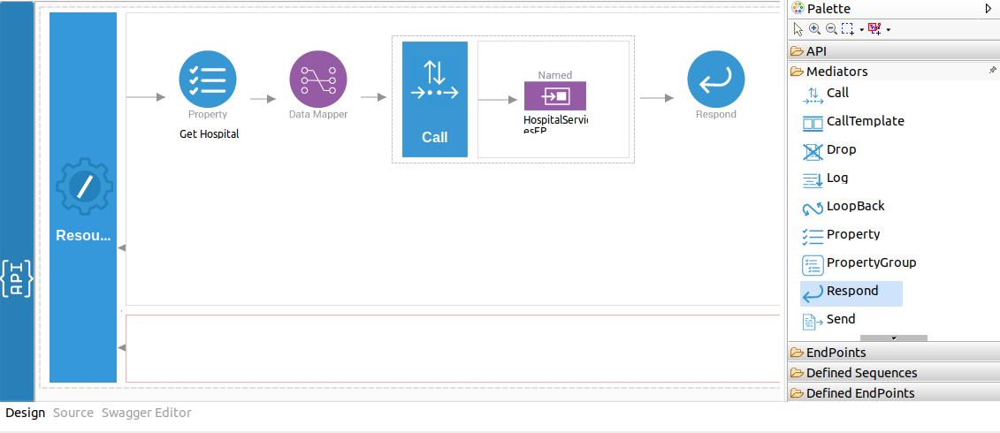 Palette
API
Mediators
Call
CallTemplate
Drop
Log
LoopBack
Property
PropertyGroup
Respond
Send
EndPoints
Defined Sequences
Defined EndPoints
{API}
Resou...
Property
Get Hospital
Data Mapper
Call
Named
HospitalServic
esEP
Respond
Design Source Swagger Editor